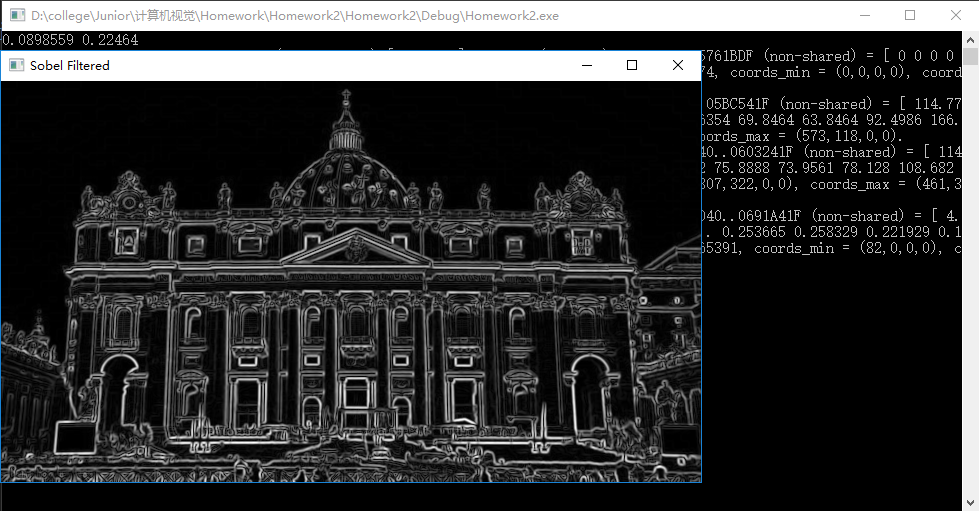 D:\college\Junior\计算机视觉\Homework\Homework2\Homework2\Debug\Homework2.exe
0.0898559 0.22464
5761BDF (non-shared) = [ 0 0 0 0
Sobel Filtered
74, coords_min = (0,0,0,0), coord
05BC541F (non-shared) = [ 114.77
6354 69.8464 63.8464 92.4986 166.
oords_max = (573,118,0,0).
40..0603241F (non-shared) = [ 114
2 75.8888 73.9561 78.128 108.682
307,322,0,0), coords_max = (461,3
040..0691A41F (non-shared) = [ 4.
. 0.253665 0.258329 0.221929 0.1
65391, coords_min = (82,0,0,0), c